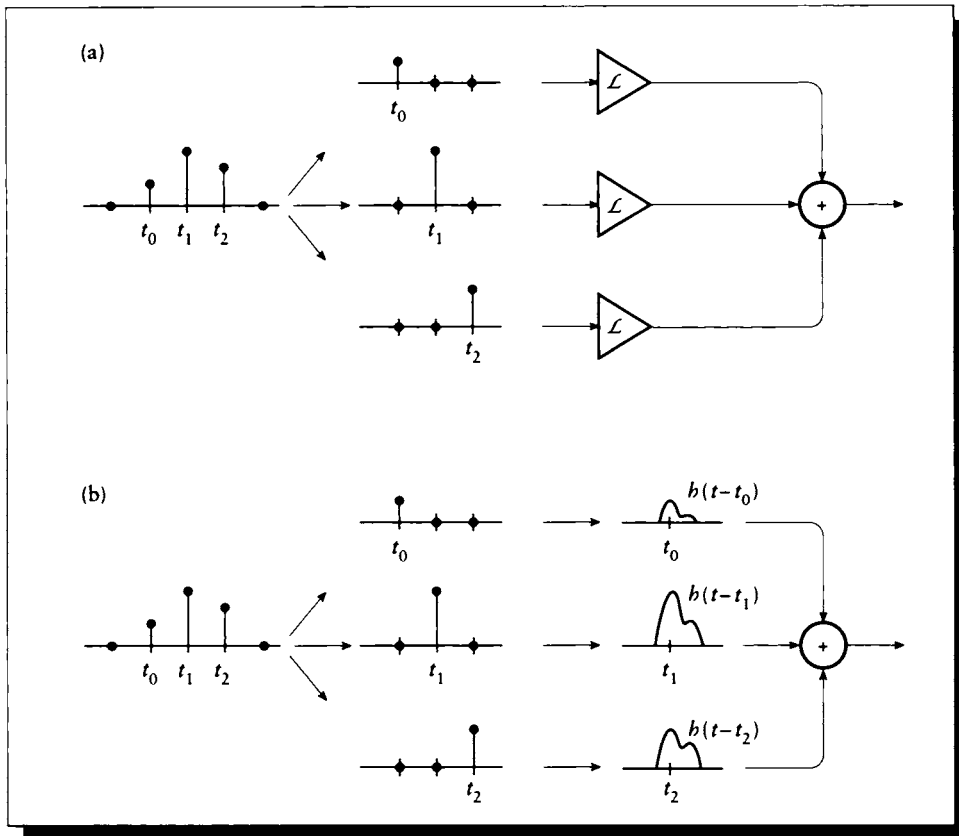 (a)
t₀
ℒ
t₀ t₁ t₂
t₁
ℒ
+
t₂
ℒ
(b)
t₀
h(t−t₀)
t₀
t₀ t₁ t₂
t₁
h(t−t₁)
t₁
+
t₂
h(t−t₂)
t₂